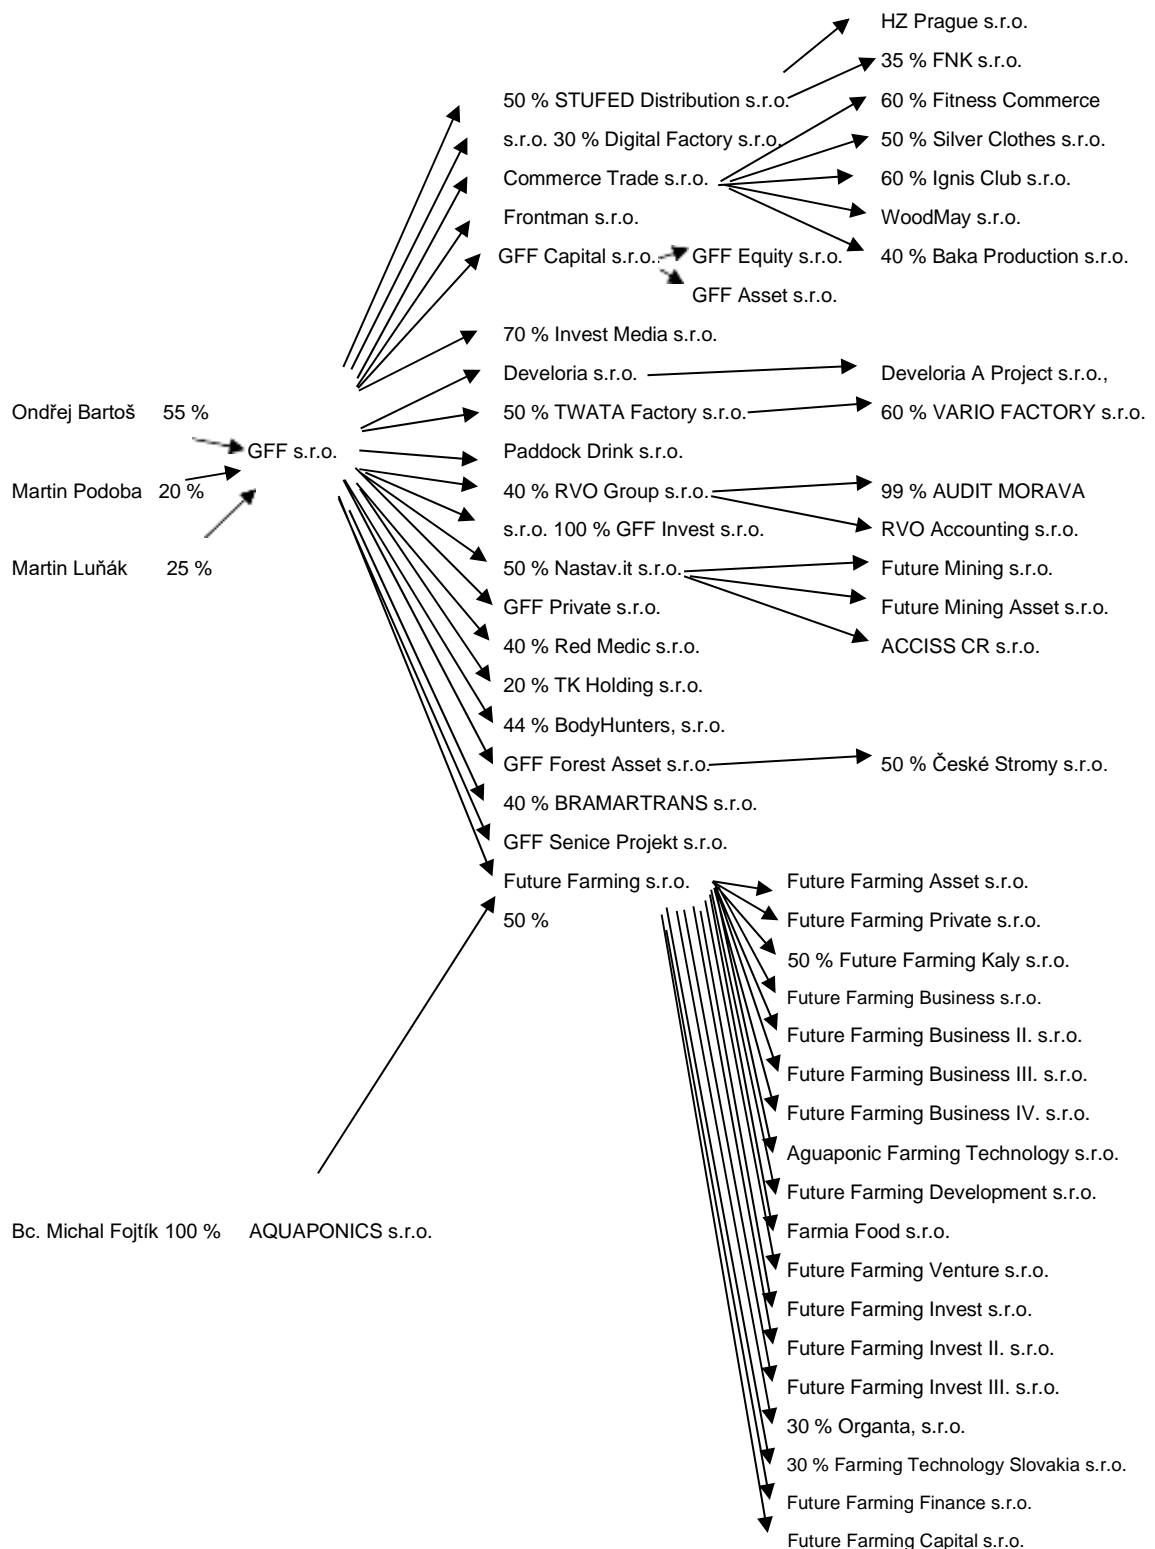 HZ Prague s.r.o.
35 % FNK s.r.o.
50 % STUFED Distribution s.r.o. 60 % Fitness Commerce
s.r.o. 30 % Digital Factory s.r.o. 50 % Silver Clothes s.r.o.
Commerce Trade s.r.o. 60 % Ignis Club s.r.o.
Frontman s.r.o. WoodMay s.r.o.
GFF Capital s.r.o. GFF Equity s.r.o. 40 % Baka Production s.r.o.
GFF Asset s.r.o.
70 % Invest Media s.r.o.
Develoria s.r.o. Develoria A Project s.r.o.,
Ondřej Bartoš 55 % 50 % TWATA Factory s.r.o. 60 % VARIO FACTORY s.r.o.
GFF s.r.o. Paddock Drink s.r.o.
Martin Podoba 20 % 40 % RVO Group s.r.o. 99 % AUDIT MORAVA
s.r.o. 100 % GFF Invest s.r.o. RVO Accounting s.r.o.
Martin Luňák 25 % 50 % Nastav.it s.r.o. Future Mining s.r.o.
GFF Private s.r.o. Future Mining Asset s.r.o.
40 % Red Medic s.r.o. ACCISS CR s.r.o.
20 % TK Holding s.r.o.
44 % BodyHunters, s.r.o.
GFF Forest Asset s.r.o. 50 % České Stromy s.r.o.
40 % BRAMARTRANS s.r.o.
GFF Senice Projekt s.r.o.
Future Farming s.r.o. Future Farming Asset s.r.o.
50 % Future Farming Private s.r.o.
50 % Future Farming Kaly s.r.o.
Future Farming Business s.r.o.
Future Farming Business II. s.r.o.
Future Farming Business III. s.r.o.
Future Farming Business IV. s.r.o.
Aguaponic Farming Technology s.r.o.
Future Farming Development s.r.o.
Bc. Michal Fojtík 100 % AQUAPONICS s.r.o. Farmia Food s.r.o.
Future Farming Venture s.r.o.
Future Farming Invest s.r.o.
Future Farming Invest II. s.r.o.
Future Farming Invest III. s.r.o.
30 % Organta, s.r.o.
30 % Farming Technology Slovakia s.r.o.
Future Farming Finance s.r.o.
Future Farming Capital s.r.o.